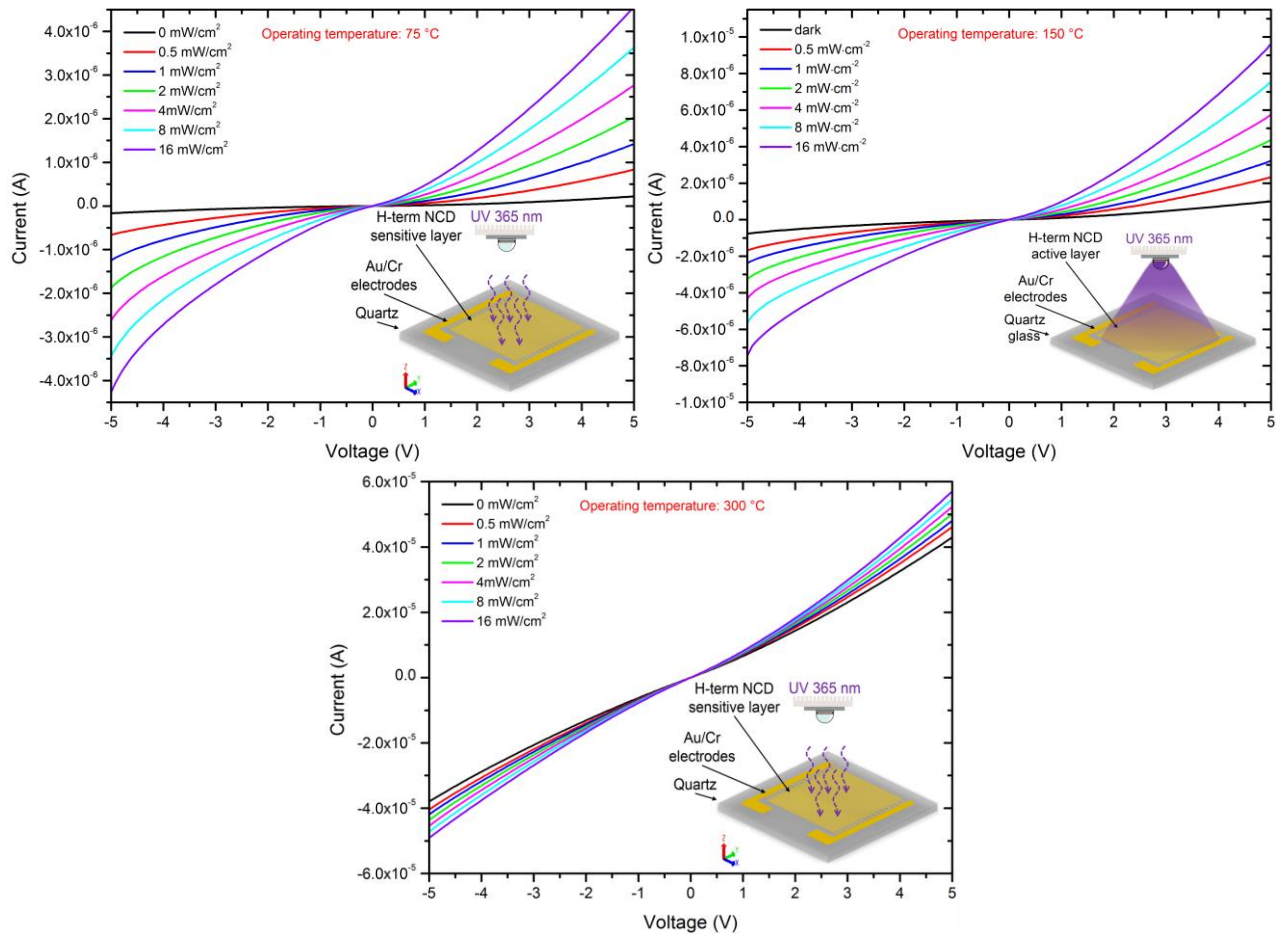 Operating temperature: 75 °C
0 mW/cm²
0.5 mW/cm²
1 mW/cm²
2 mW/cm²
4mW/cm²
8 mW/cm²
16 mW/cm²
4.0x10⁻⁶
3.0x10⁻⁶
2.0x10⁻⁶
1.0x10⁻⁶
0.0
-1.0x10⁻⁶
-2.0x10⁻⁶
-3.0x10⁻⁶
-4.0x10⁻⁶
Current (A)
H-term NCD
sensitive layer
UV 365 nm
Au/Cr
electrodes
Quartz
Z
Y
X
-5 -4 -3 -2 -1 0 1 2 3 4 5
Voltage (V)
Operating temperature: 150 °C
dark
0.5 mW·cm⁻²
1 mW·cm⁻²
2 mW·cm⁻²
4 mW·cm⁻²
8 mW·cm⁻²
16 mW·cm⁻²
1.0x10⁻⁵
8.0x10⁻⁶
6.0x10⁻⁶
4.0x10⁻⁶
2.0x10⁻⁶
0.0
-2.0x10⁻⁶
-4.0x10⁻⁶
-6.0x10⁻⁶
-8.0x10⁻⁶
-1.0x10⁻⁵
Current (A)
H-term NCD
active layer
UV 365 nm
Au/Cr
electrodes
Quartz
glass
-5 -4 -3 -2 -1 0 1 2 3 4 5
Voltage (V)
Operating temperature: 300 °C
0 mW/cm²
0.5 mW/cm²
1 mW/cm²
2 mW/cm²
4mW/cm²
8 mW/cm²
16 mW/cm²
6.0x10⁻⁵
4.0x10⁻⁵
2.0x10⁻⁵
0.0
-2.0x10⁻⁵
-4.0x10⁻⁵
-6.0x10⁻⁵
Current (A)
H-term NCD
sensitive layer
UV 365 nm
Au/Cr
electrodes
Quartz
Z
Y
X
-5 -4 -3 -2 -1 0 1 2 3 4 5
Voltage (V)